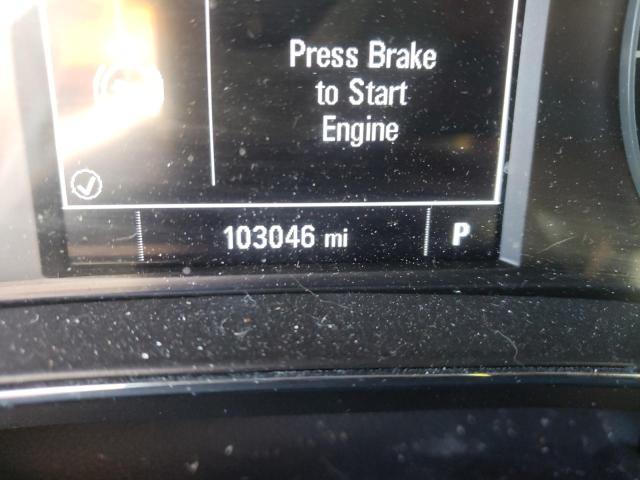 Press Brake
to Start
Engine
103046 mi
P